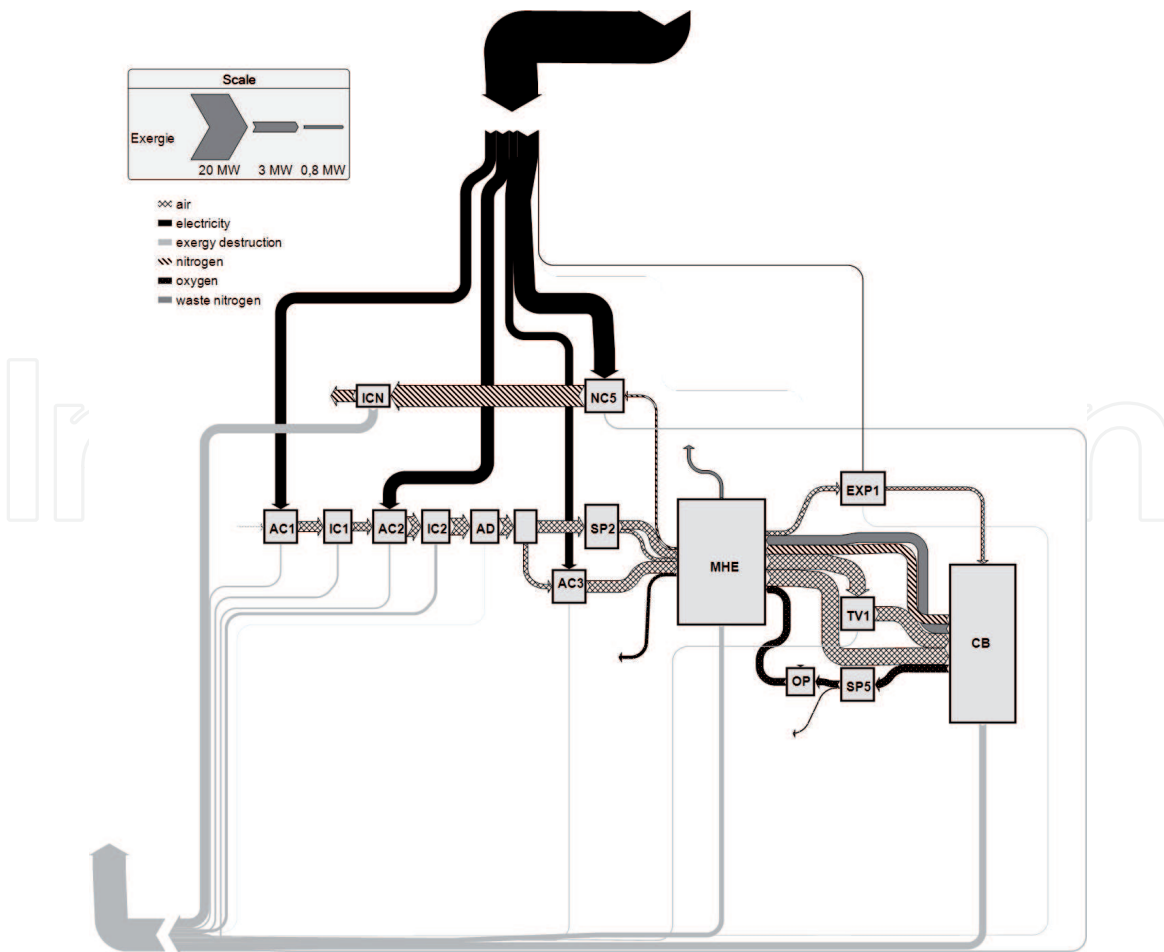 Scale
Exergie
20 MW 3 MW 0,8 MW
air
electricity
exergy destruction
nitrogen
oxygen
waste nitrogen
ICN
NC5
EXP1
AC1
IC1
AC2
IC2
AD
SP2
MHE
AC3
TV1
CB
OP
SP5